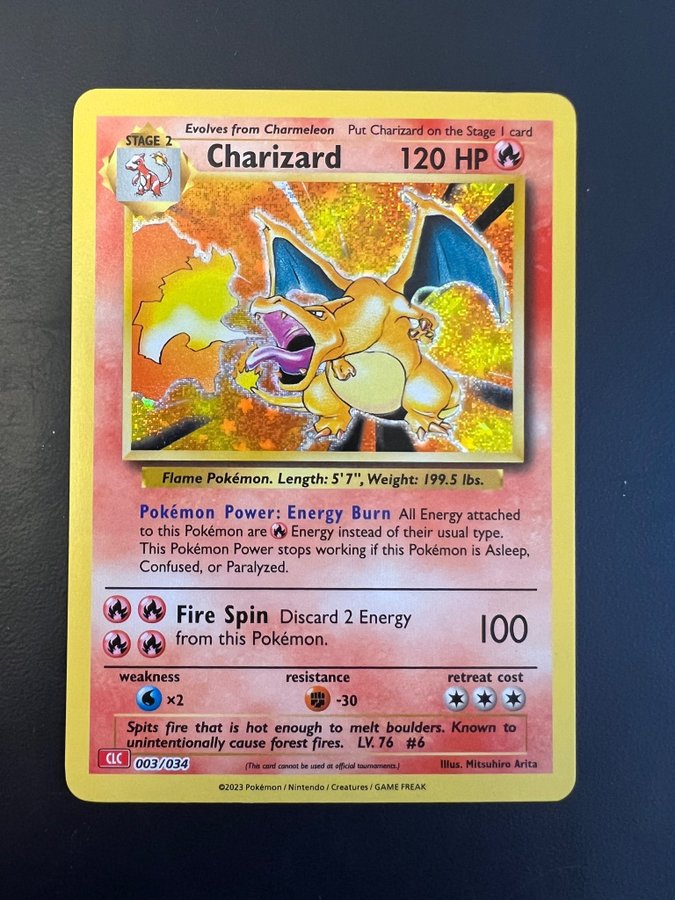 Evolves from Charmeleon Put Charizard on the Stage 1 card
STAGE 2
Charizard 120 HP
Flame Pokémon. Length: 5'7", Weight: 199.5 lbs.
Pokémon Power: Energy Burn All Energy attached
to this Pokémon are Energy instead of their usual type.
This Pokémon Power stops working if this Pokémon is Asleep,
Confused, or Paralyzed.
Fire Spin Discard 2 Energy
from this Pokémon.
100
weakness resistance retreat cost
×2 -30
Spits fire that is hot enough to melt boulders. Known to
unintentionally cause forest fires. LV. 76 #6
CLC 003/034 (This card cannot be used at official tournaments.) Illus. Mitsuhiro Arita
©2023 Pokémon / Nintendo / Creatures / GAME FREAK